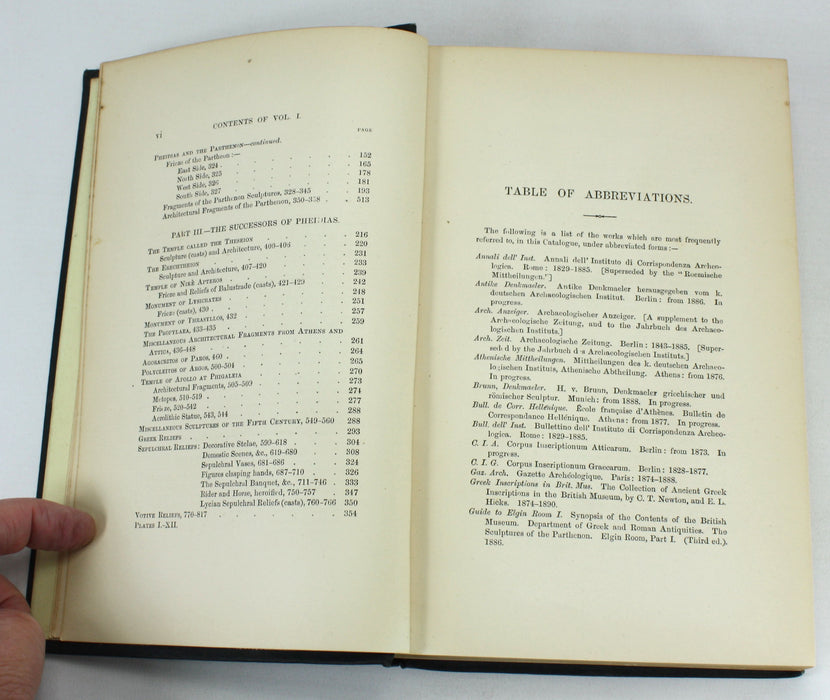 vi CONTENTS OF VOL. I.
PAGE
PHEIDIAS AND THE PARTHENON—continued.
Frieze of the Parthenon:—
East Side, 324 . . . . . . 152
North Side, 325 . . . . . . 165
West Side, 326 . . . . . . 178
South Side, 327 . . . . . . 181
Fragments of the Parthenon Sculptures, 328-345 . . 193
Architectural Fragments of the Parthenon, 350-358 . . 513
PART III—THE SUCCESSORS OF PHEIDIAS.
THE TEMPLE CALLED THE THESEION . . . . 216
Sculpture (casts) and Architecture, 400-406 . . . 220
THE ERECHTHEION . . . . . . 231
Sculpture and Architecture, 407-420 . . . . 233
TEMPLE OF NIKÈ APTEROS . . . . . 239
Frieze and Reliefs of Balustrade (casts), 421-429 . . 242
MONUMENT OF LYSICRATES . . . . . 248
Frieze (casts), 430 . . . . . . 251
MONUMENT OF THRASYLLOS, 432 . . . . 257
THE PROPYLAEA, 433-435 . . . . . 259
MISCELLANEOUS ARCHITECTURAL FRAGMENTS FROM ATHENS AND
ATTICA, 436-448 . . . . . . 261
AGORACRITOS OF PAROS, 460 . . . . . 264
POLYCLEITOS OF ARGOS, 500-504 . . . . 265
TEMPLE OF APOLLO AT PHIGALEIA . . . . 270
Architectural Fragments, 505-509 . . . . 273
Metopes, 510-519 . . . . . . 274
Frieze, 520-542 . . . . . . 277
Acrolithic Statue, 543, 544 . . . . . 288
MISCELLANEOUS SCULPTURES OF THE FIFTH CENTURY, 549-560 288
GREEK RELIEFS . . . . . . 293
SEPULCHRAL RELIEFS: Decorative Stelae, 599-618 . . 304
Domestic Scenes, &c., 619-680 . . 308
Sepulchral Vases, 681-686 . . . 324
Figures clasping hands, 687-710 . . 326
The Sepulchral Banquet, &c., 711-746 . 333
Rider and Horse, heroified, 750-757 . 347
Lycian Sepulchral Reliefs (casts), 760-766 350
VOTIVE RELIEFS, 770-817 . . . . . 354
PLATES I.-XII.
TABLE OF ABBREVIATIONS.
The following is a list of the works which are most frequently
referred to, in this Catalogue, under abbreviated forms:—
Annali dell' Inst. Annali dell' Instituto di Corrispondenza Archeo-
logica. Rome: 1829-1885. [Superseded by the "Roemische
Mittheilungen."]
Antike Denkmaeler. Antike Denkmaeler herausgegeben vom k.
deutschen Archaeologischen Institut. Berlin: from 1886. In
progress.
Arch. Anzeiger. Archaeologischer Anzeiger. [A supplement to the
Archaeologische Zeitung, and to the Jahrbuch des Archaeo-
logischen Instituts.]
Arch. Zeit. Archaeologische Zeitung. Berlin: 1843-1885. [Super-
seded by the Jahrbuch des Archaeologischen Instituts.]
Athenische Mittheilungen. Mittheilungen des k. deutschen Archaeo-
logischen Instituts, Athenische Abtheilung. Athens: from 1876.
In progress.
Brunn, Denkmaeler. H. v. Brunn, Denkmaeler griechischer und
römischer Sculptur. Munich: from 1888. In progress.
Bull. de Corr. Hellénique. École française d'Athènes. Bulletin de
Correspondance Hellénique. Athens: from 1877. In progress.
Bull. dell' Inst. Bullettino dell' Instituto di Corrispondenza Archeo-
logica. Rome: 1829-1885.
C. I. A. Corpus Inscriptionum Atticarum. Berlin: from 1873. In
progress.
C. I. G. Corpus Inscriptionum Graecarum. Berlin: 1828-1877.
Gaz. Arch. Gazette Archéologique. Paris: 1874-1888.
Greek Inscriptions in Brit. Mus. The Collection of Ancient Greek
Inscriptions in the British Museum, by C. T. Newton, and E. L.
Hicks. 1874-1890.
Guide to Elgin Room I. Synopsis of the Contents of the British
Museum. Department of Greek and Roman Antiquities. The
Sculptures of the Parthenon. Elgin Room, Part I. (Third ed.)
1886.